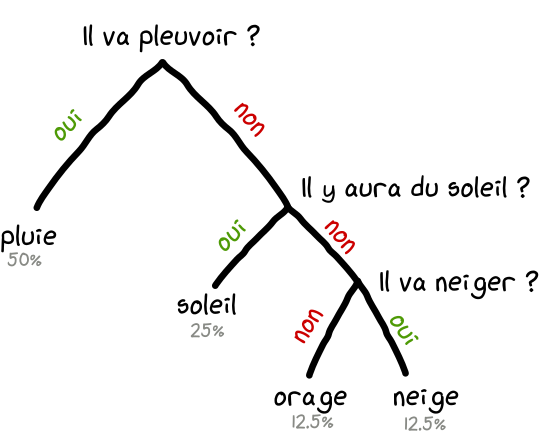 Il va pleuvoir ?
oui
non
Il y aura du soleil ?
pluie
50%
oui
non
Il va neiger ?
soleil
25%
non
oui
orage
12.5%
neige
12.5%